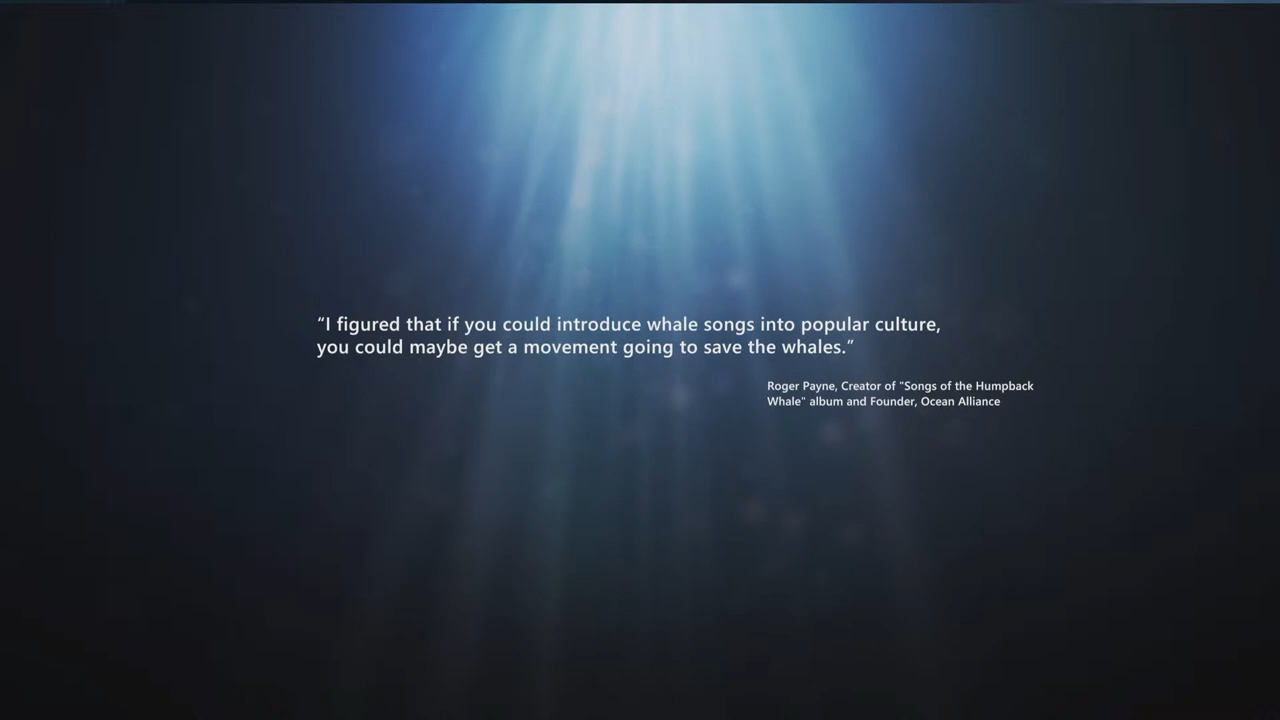 “I figured that if you could introduce whale songs into popular culture,
you could maybe get a movement going to save the whales.”
Roger Payne, Creator of "Songs of the Humpback
Whale" album and Founder, Ocean Alliance